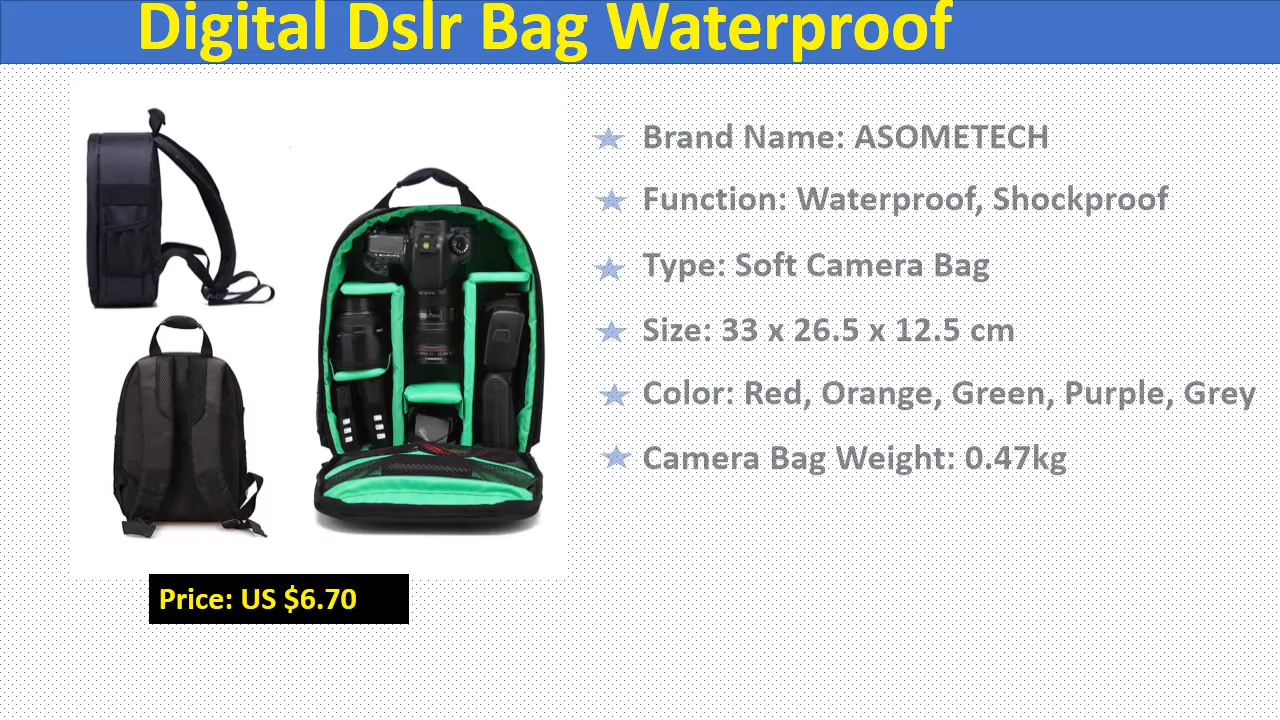 Digital Dslr Bag Waterproof
Brand Name: ASOMETECH
Function: Waterproof, Shockproof
Type: Soft Camera Bag
Size: 33 x 26.5 x 12.5 cm
Color: Red, Orange, Green, Purple, Grey
Camera Bag Weight: 0.47kg
Price: US $6.70